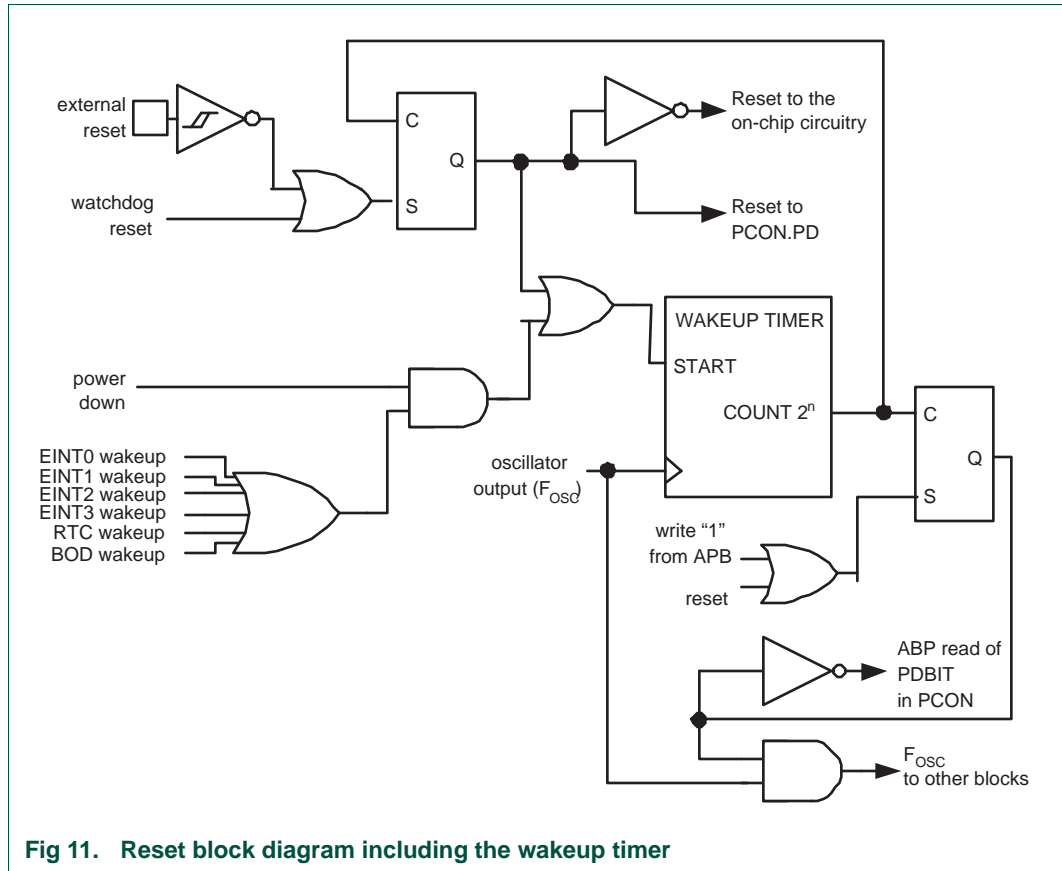 external
reset
watchdog
reset
C
Q
S
Reset to the
on-chip circuitry
Reset to
PCON.PD
WAKEUP TIMER
START
COUNT 2ⁿ
power
down
EINT0 wakeup
EINT1 wakeup
EINT2 wakeup
EINT3 wakeup
RTC wakeup
BOD wakeup
oscillator
output (FOSC)
C
Q
S
write “1”
from APB
reset
ABP read of
PDBIT
in PCON
FOSC
to other blocks
Fig 11. Reset block diagram including the wakeup timer